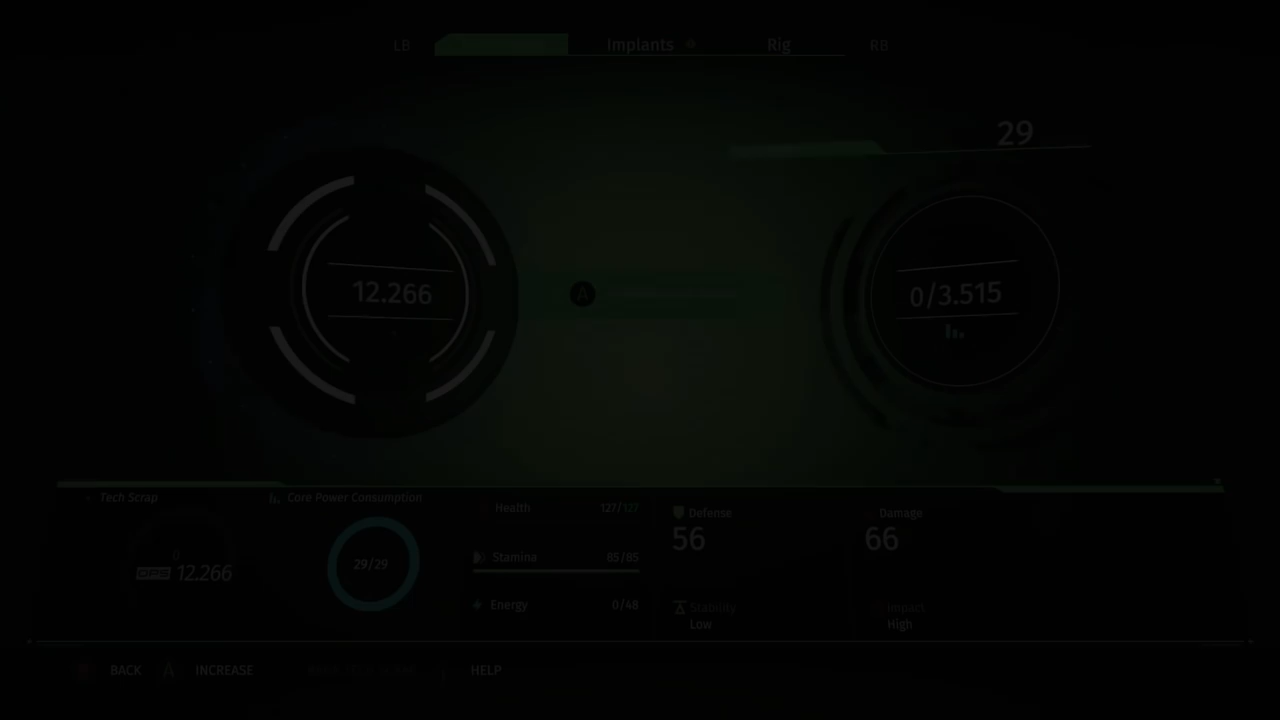 LB Implants Rig RB
29
12.266
A
0/3.515
Tech Scrap
Core Power Consumption
0
OPS 12.266
29/29
Health 127/127
Stamina 85/85
Energy 0/48
Defense
56
Damage
66
Stability
Low
Impact
High
BACK A INCREASE HELP